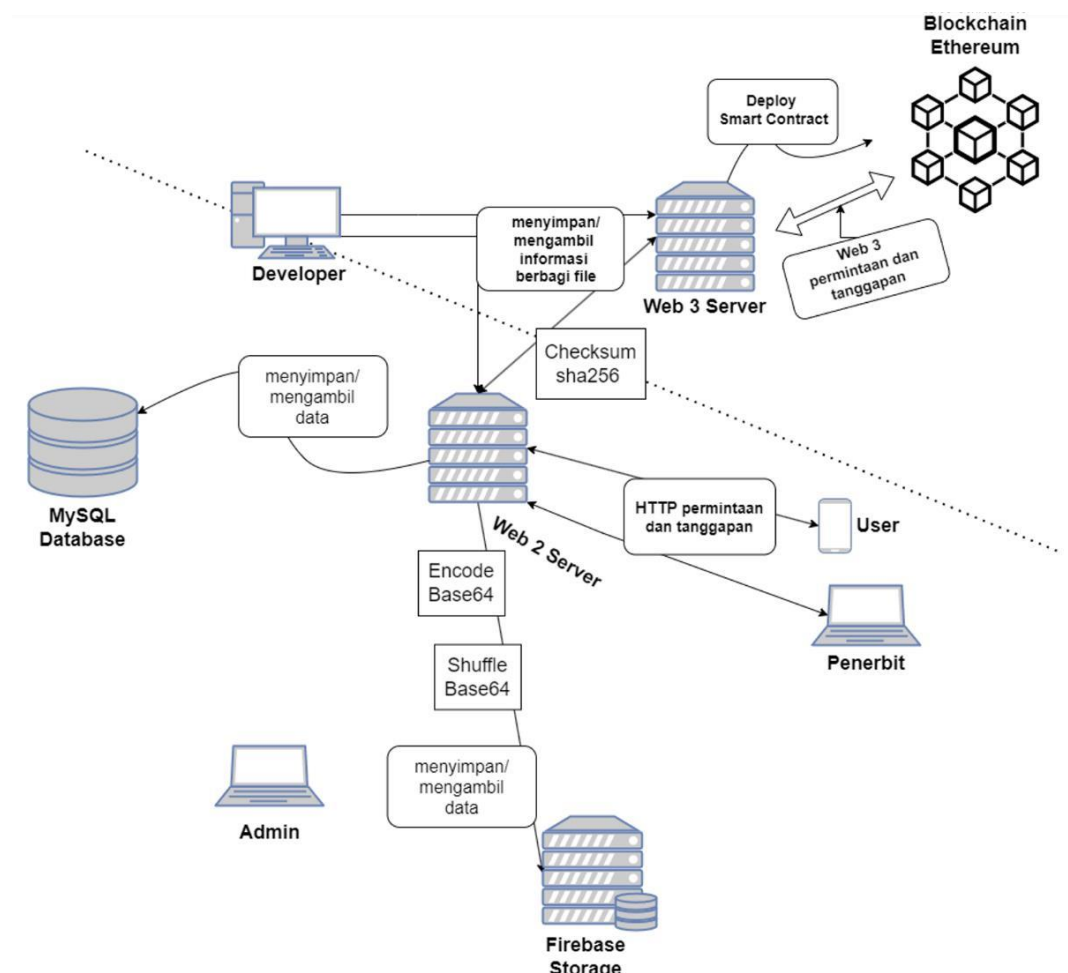 Blockchain
Ethereum
Deploy
Smart Contract
menyimpan/
mengambil
informasi
berbagi file
Developer
Web 3 Server
Web 3
permintaan dan
tanggapan
Checksum
sha256
menyimpan/
mengambil
data
MySQL
Database
HTTP permintaan
dan tanggapan
User
Web 2 Server
Encode
Base64
Penerbit
Shuffle
Base64
menyimpan/
mengambil
data
Admin
Firebase
Storage